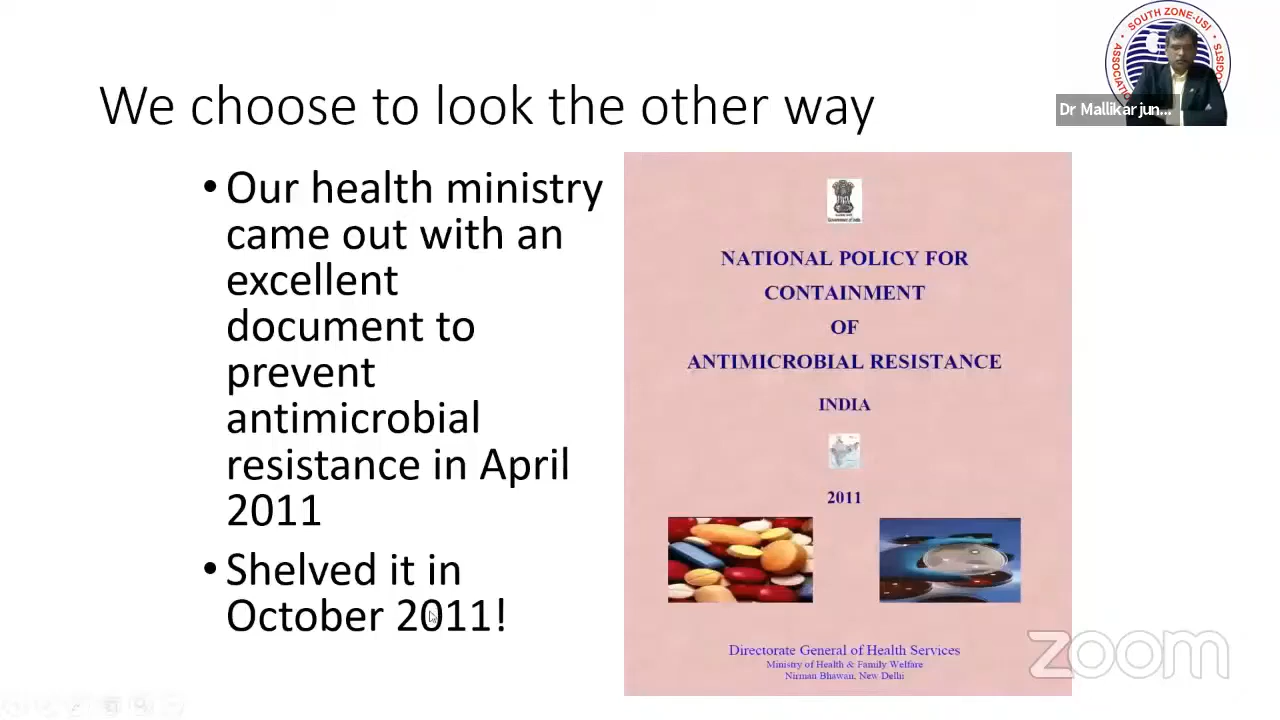 We choose to look the other way
• Our health ministry
came out with an
excellent
document to
prevent
antimicrobial
resistance in April
2011
• Shelved it in
October 2011!
NATIONAL POLICY FOR
CONTAINMENT
OF
ANTIMICROBIAL RESISTANCE
INDIA
2011
Directorate General of Health Services
Ministry of Health & Family Welfare
Nirman Bhawan, New Delhi
SOUTH ZONE-USI
Dr Mallikarjun...
zoom